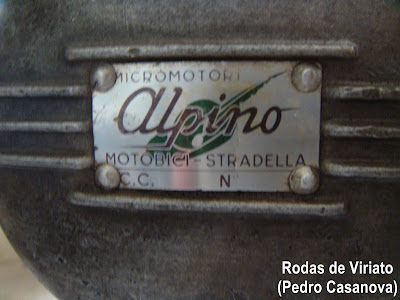 MICROMOTORI
Alpino
MOTOBICI-STRADELLA
C.C. N
Rodas de Viriato
(Pedro Casanova)